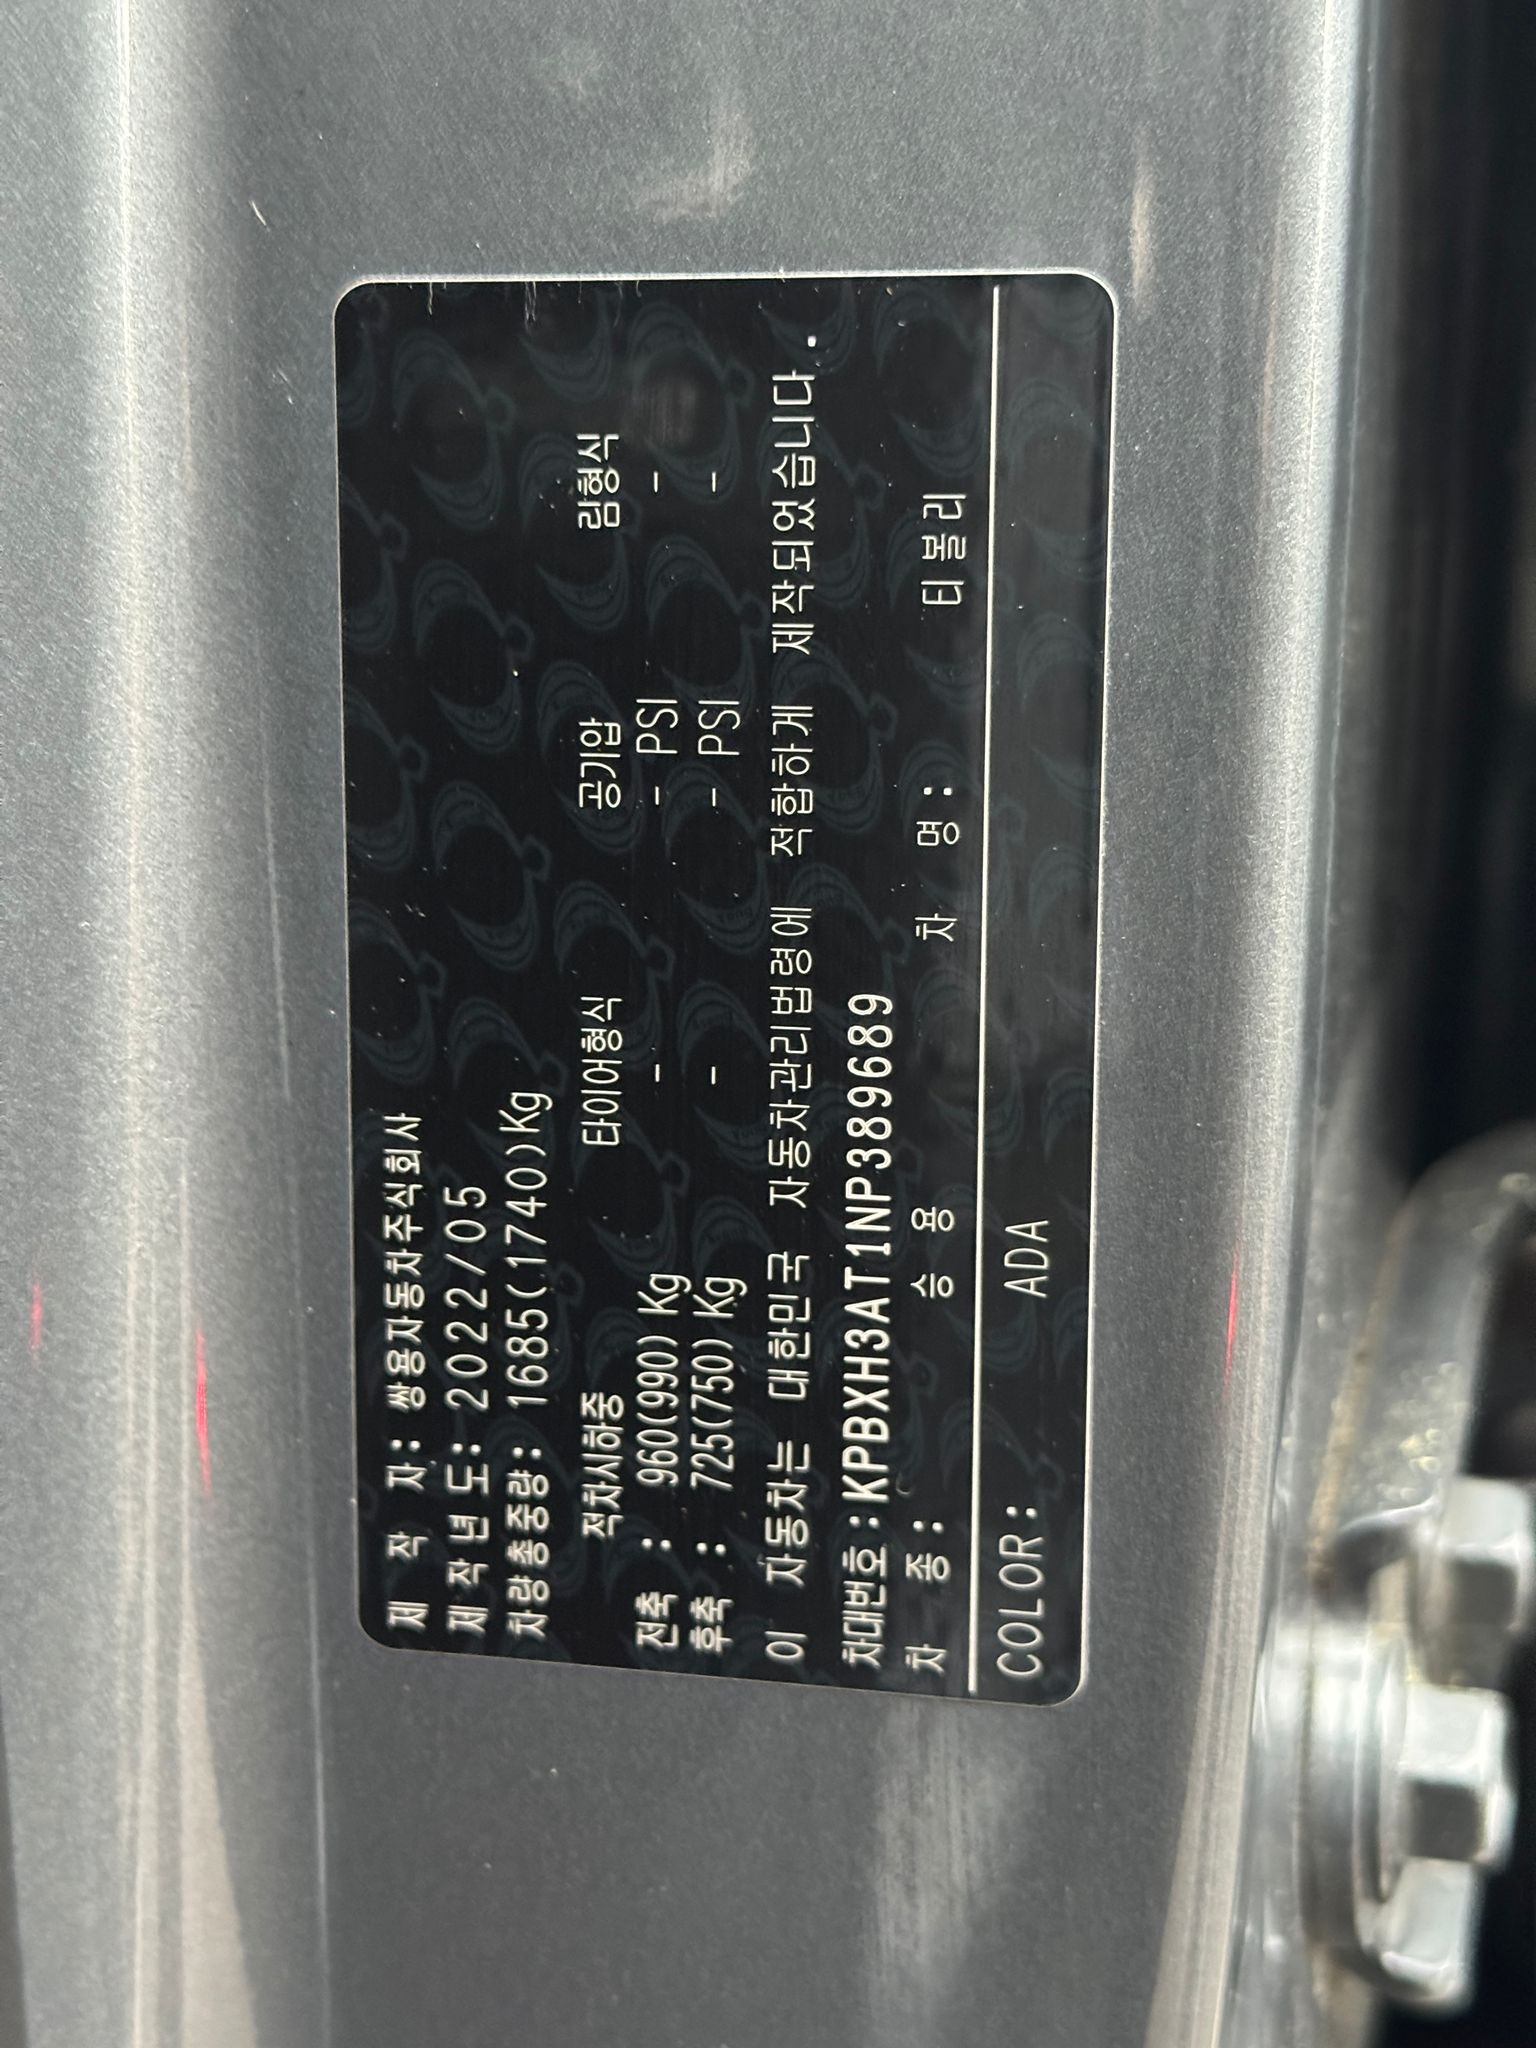 제 작 자: 쌍용자동차주식회사
제작년도: 2022/05
차량총중량: 1685(1740)Kg
적차시하중 타이어형식 공기압 림형식
전축 : 960(990) Kg - - PSI -
후축 : 725(750) Kg - - PSI -
이 자동차는 대한민국 자동차관리법령에 적합하게 제작되었습니다.
차대번호:KPBXH3AT1NP389689
차 종: 승 용 차 명: 티볼리
COLOR: ADA